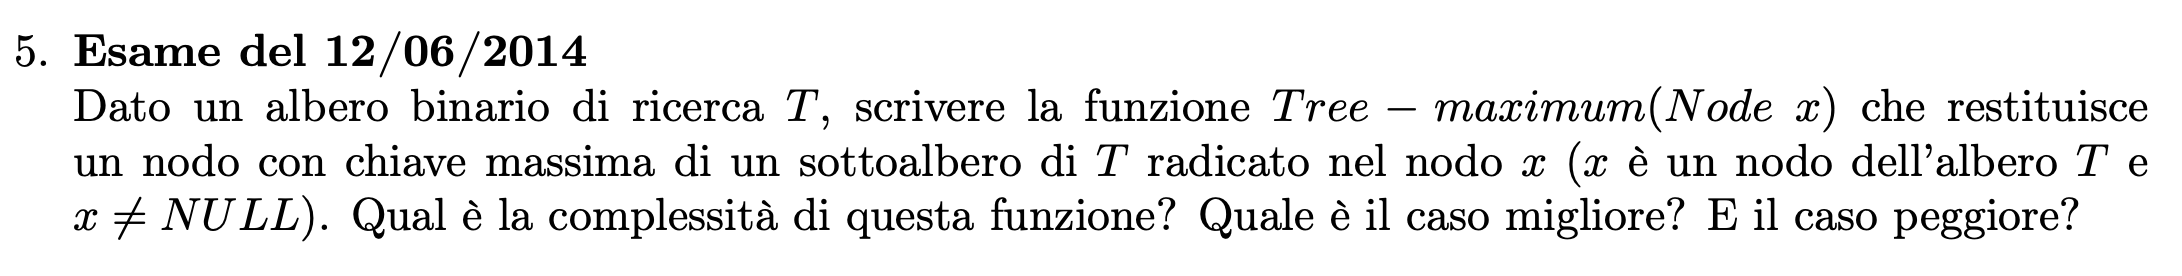 5. Esame del 12/06/2014
Dato un albero binario di ricerca T, scrivere la funzione Tree − maximum(Node x) che restituisce
un nodo con chiave massima di un sottoalbero di T radicato nel nodo x (x è un nodo dell'albero T e
x ≠ NULL). Qual è la complessità di questa funzione? Quale è il caso migliore? E il caso peggiore?